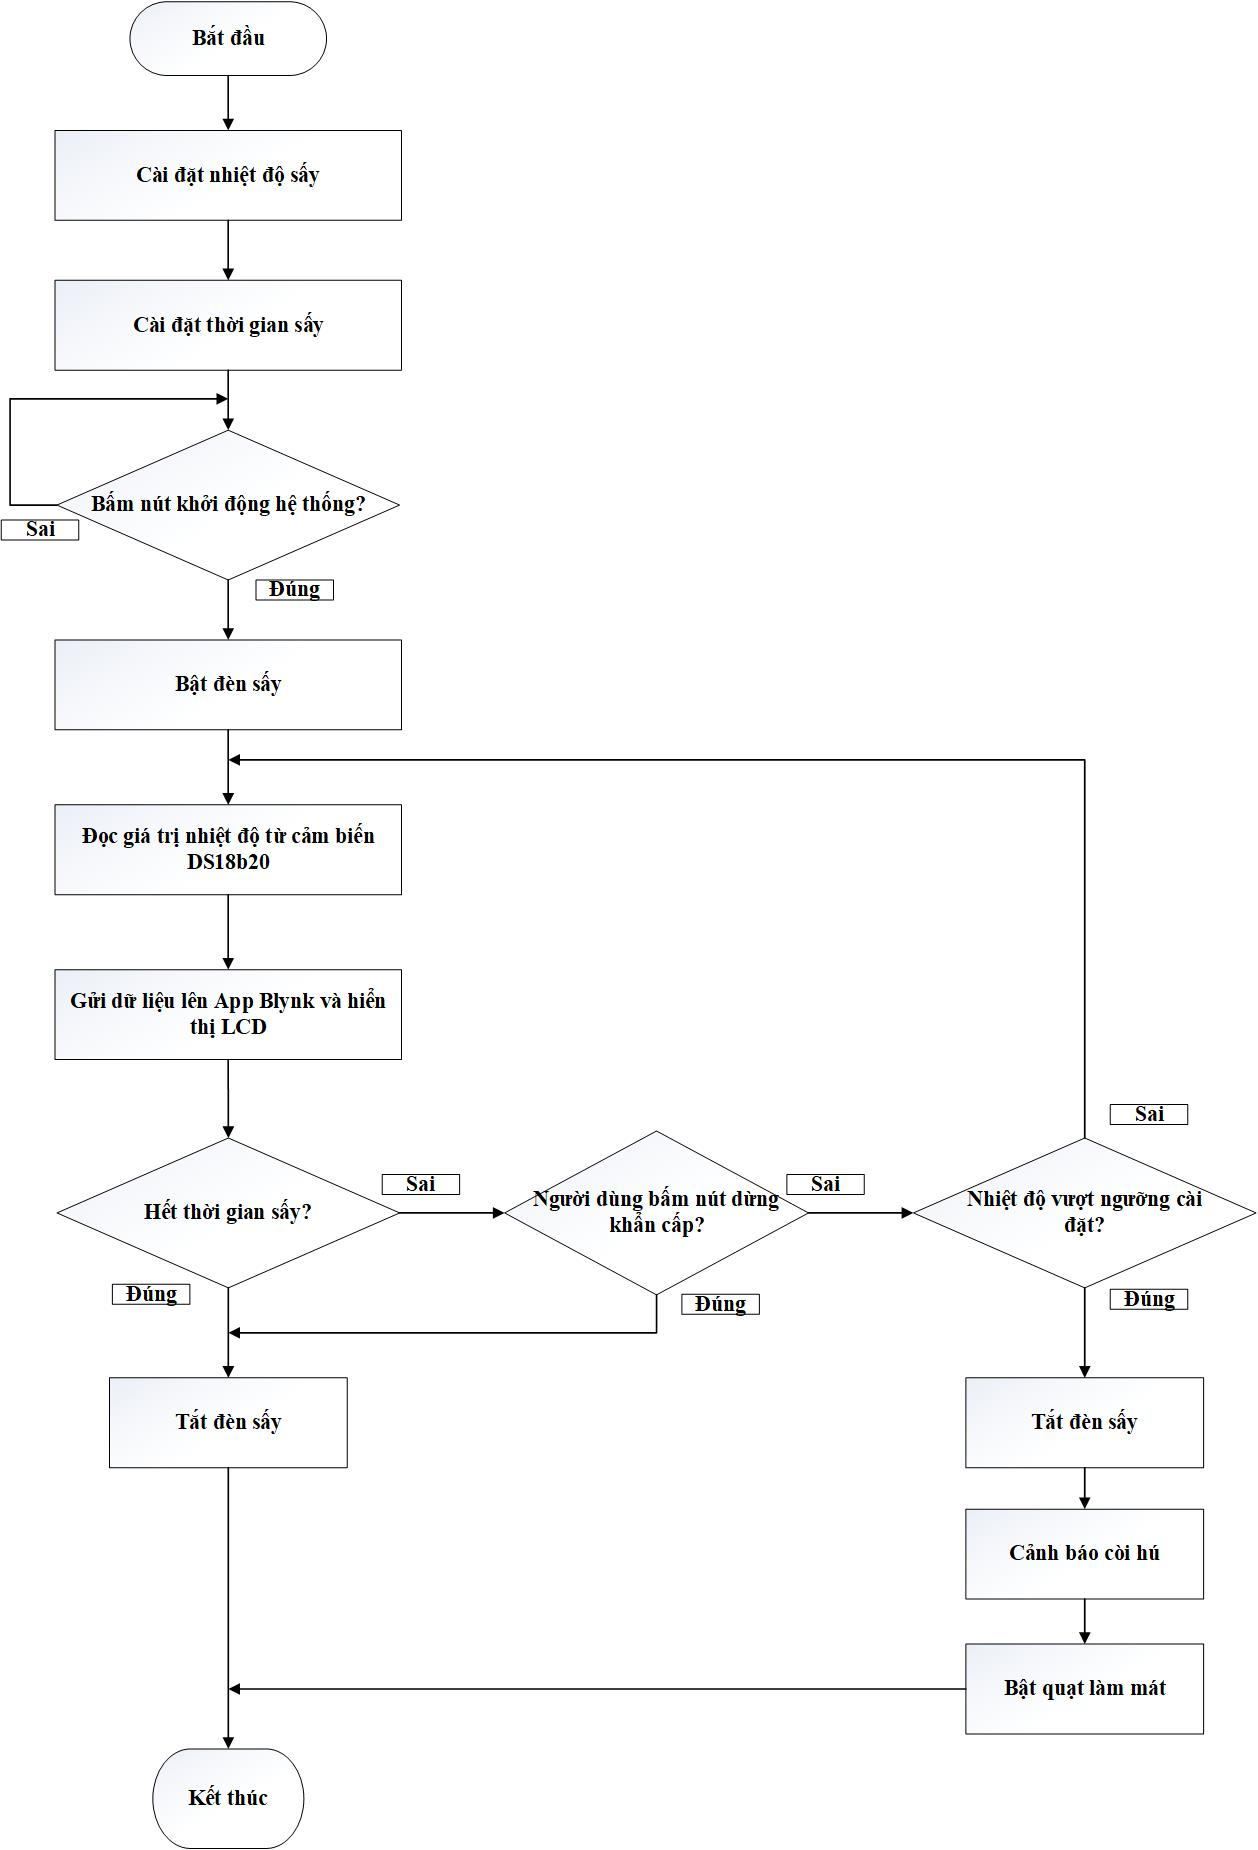 Bắt đầu
Cài đặt nhiệt độ sấy
Cài đặt thời gian sấy
Bấm nút khởi động hệ thống?
Sai
Đúng
Bật đèn sấy
Đọc giá trị nhiệt độ từ cảm biến
DS18b20
Gửi dữ liệu lên App Blynk và hiển
thị LCD
Hết thời gian sấy?
Sai
Đúng
Người dùng bấm nút dừng
khẩn cấp?
Sai
Đúng
Nhiệt độ vượt ngưỡng cài
đặt?
Sai
Đúng
Tắt đèn sấy
Tắt đèn sấy
Cảnh báo còi hú
Bật quạt làm mát
Kết thúc